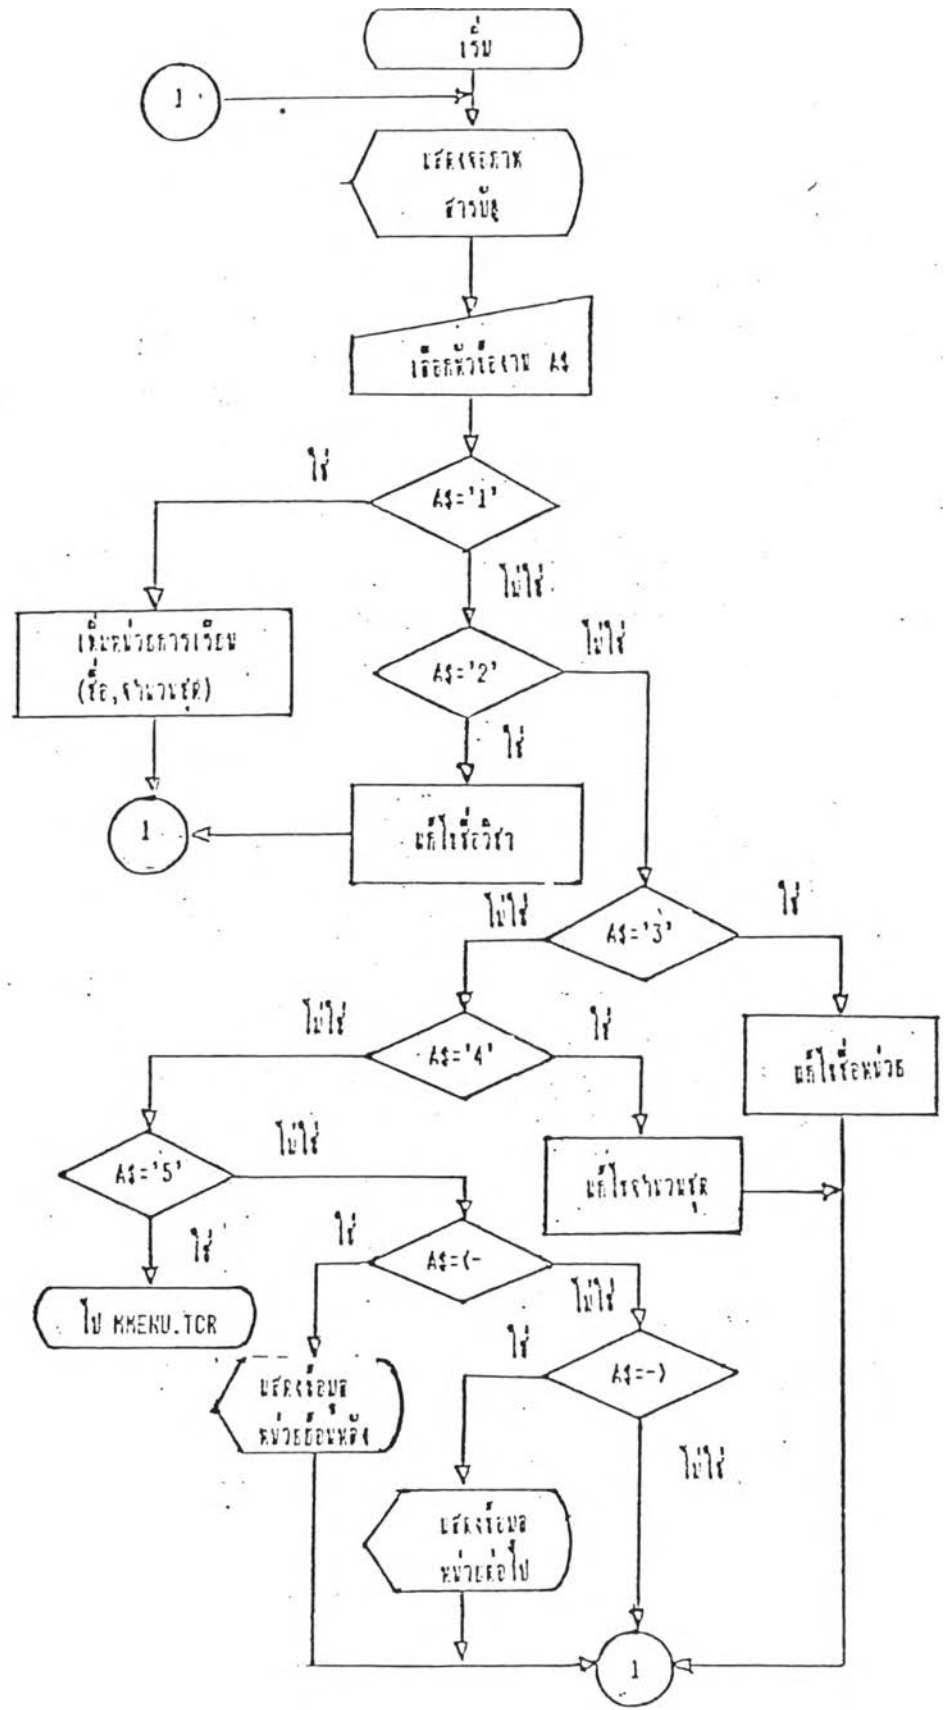 เริ่ม
1
แสดงจอภาพ
สารบัญ
เลือกหัวข้องาน A$
ใช่
A$='1'
ไม่ใช่
เพิ่มหน่วยการเรียน
(ชื่อ,จำนวนชุด)
A$='2'
ไม่ใช่
ใช่
1
แก้ไขชื่อวิชา
ไม่ใช่
A$='3'
ใช่
ไม่ใช่
A$='4'
ใช่
แก้ไขชื่อหน่วย
A$='5'
ไม่ใช่
แก้ไขจำนวนชุด
ใช่
ใช่
A$=<-
ไม่ใช่
ไป MMENU.TCR
ใช่
A$=->
แสดงข้อมูล
หน่วยย้อนหลัง
ไม่ใช่
แสดงข้อมูล
หน่วยต่อไป
1